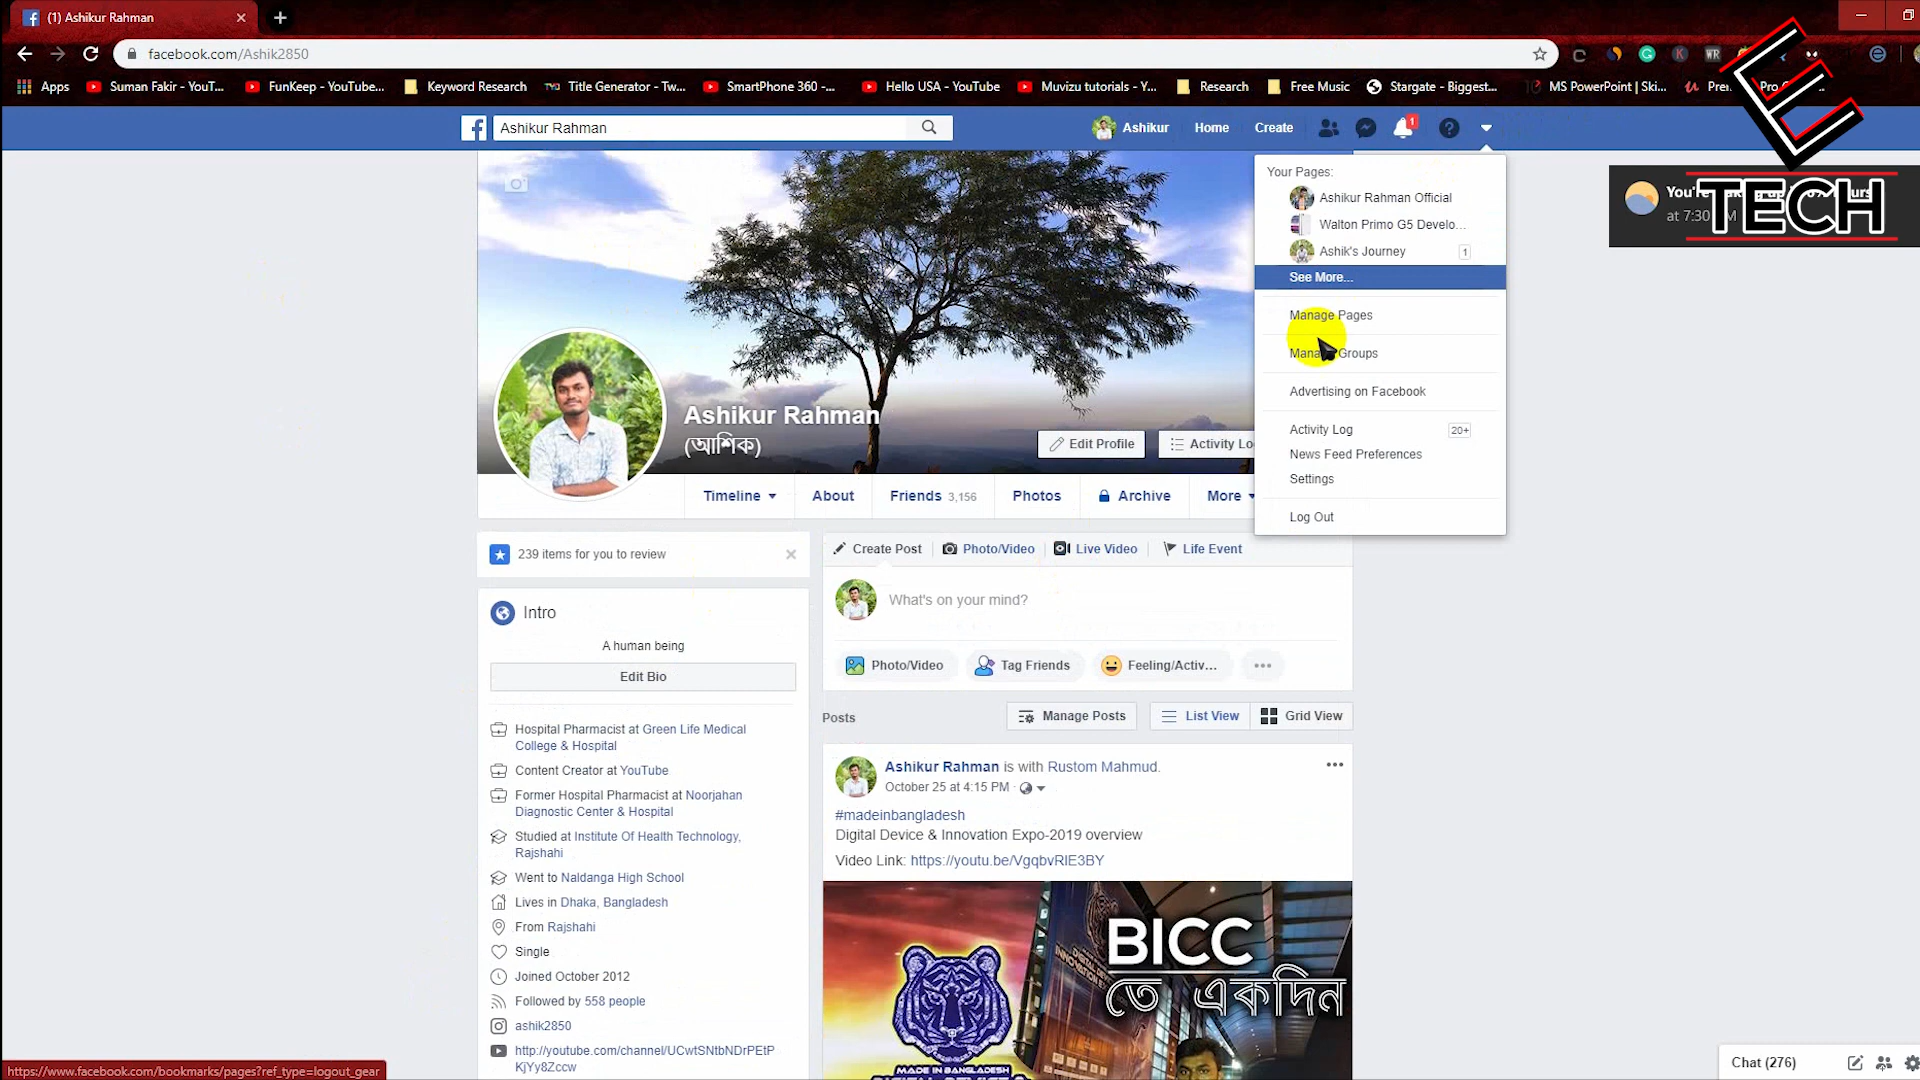 (1) Ashikur Rahman
facebook.com/Ashik2850
Apps
Suman Fakir - YouT...
FunKeep - YouTube...
Keyword Research
Title Generator - Tw...
SmartPhone 360 -...
Hello USA - YouTube
Muvizu tutorials - Y...
Research
Free Music
Stargate - Biggest...
MS PowerPoint | Ski...
TECH
Ashikur Rahman
Ashikur
Home
Create
1
Your Pages:
Ashikur Rahman Official
Walton Primo G5 Develo...
Ashik's Journey 1
See More...
Manage Pages
Groups
Advertising on Facebook
Activity Log 20+
News Feed Preferences
Settings
Log Out
at 7:30
Ashikur Rahman
(আশিক)
Edit Profile
Activity Lo
Timeline
About
Friends 3,156
Photos
Archive
More
239 items for you to review
Intro
A human being
Edit Bio
Hospital Pharmacist at Green Life Medical
College & Hospital
Content Creator at YouTube
Former Hospital Pharmacist at Noorjahan
Diagnostic Center & Hospital
Studied at Institute Of Health Technology,
Rajshahi
Went to Naldanga High School
Lives in Dhaka, Bangladesh
From Rajshahi
Single
Joined October 2012
Followed by 558 people
ashik2850
http://youtube.com/channel/UCwtSNtbNDrPEtP
KjYy8Zccw
Create Post
Photo/Video
Live Video
Life Event
What's on your mind?
Photo/Video
Tag Friends
Feeling/Activ...
Posts
Manage Posts
List View
Grid View
Ashikur Rahman is with Rustom Mahmud.
October 25 at 4:15 PM
#madeinbangladesh
Digital Device & Innovation Expo-2019 overview
Video Link: https://youtu.be/VgqbvRlE3BY
BICC
তে একদিন
MADE IN BANGLADESH
Chat (276)
https://www.facebook.com/bookmarks/pages?ref_type=logout_gear